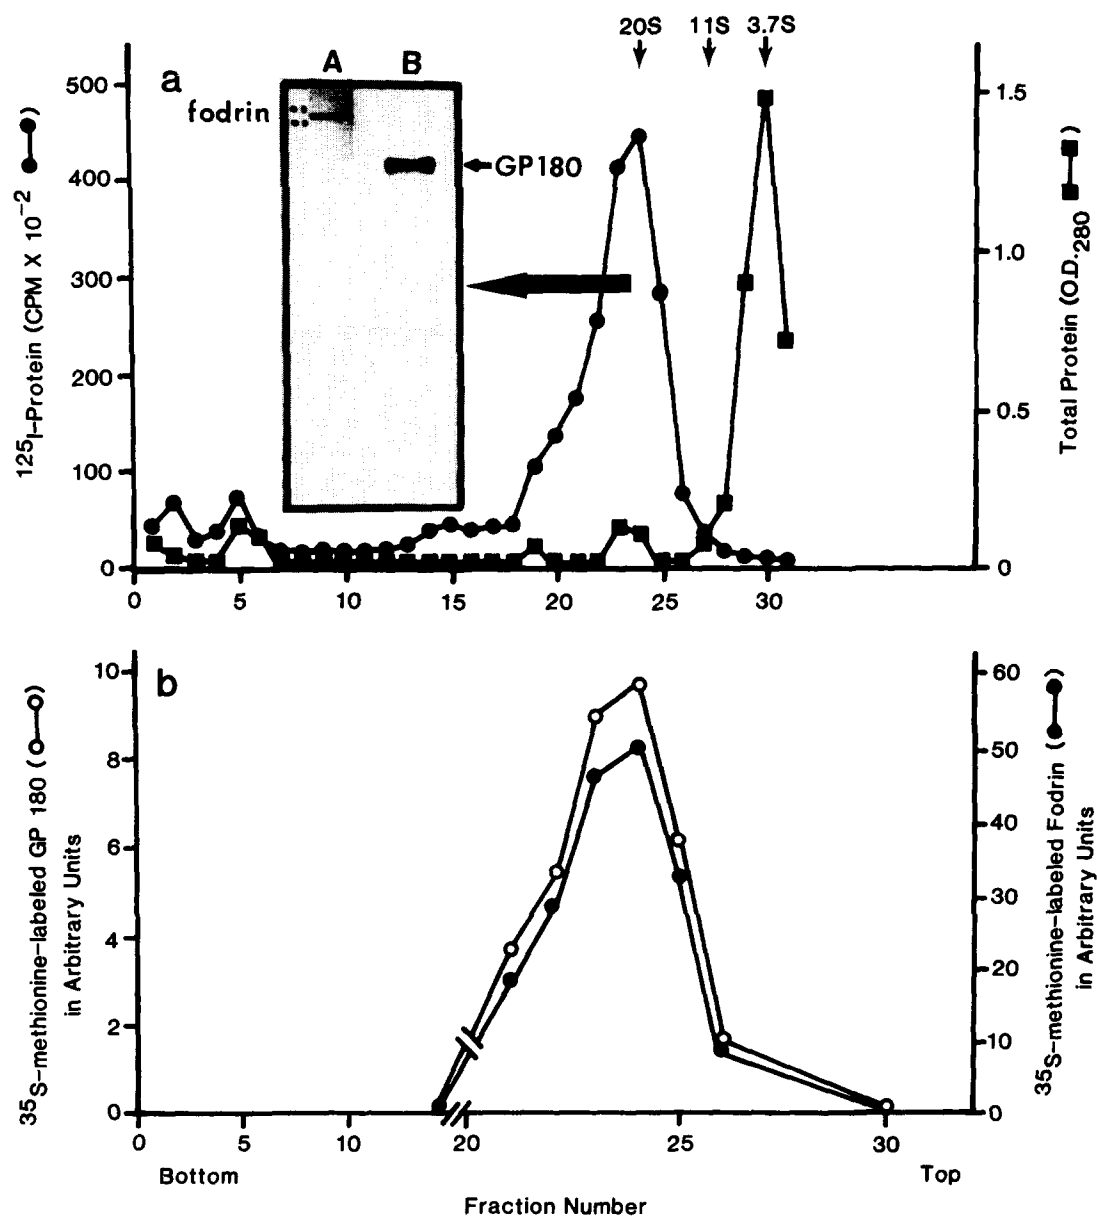 20S 11S 3.7S
a
A B
fodrin
GP180
500
400
300
200
100
0
1.5
1.0
0.5
0
125I-Protein (CPM X 10-2 )
Total Protein (O.D.280 )
0 5 10 15 20 25 30
b
10
8
6
4
2
0
60
50
40
30
20
10
0
35S-methionine-labeled GP 180 ( )
in Arbitrary Units
35S-methionine-labeled Fodrin ( )
in Arbitrary Units
0 5 10 20 25 30
Bottom Top
Fraction Number